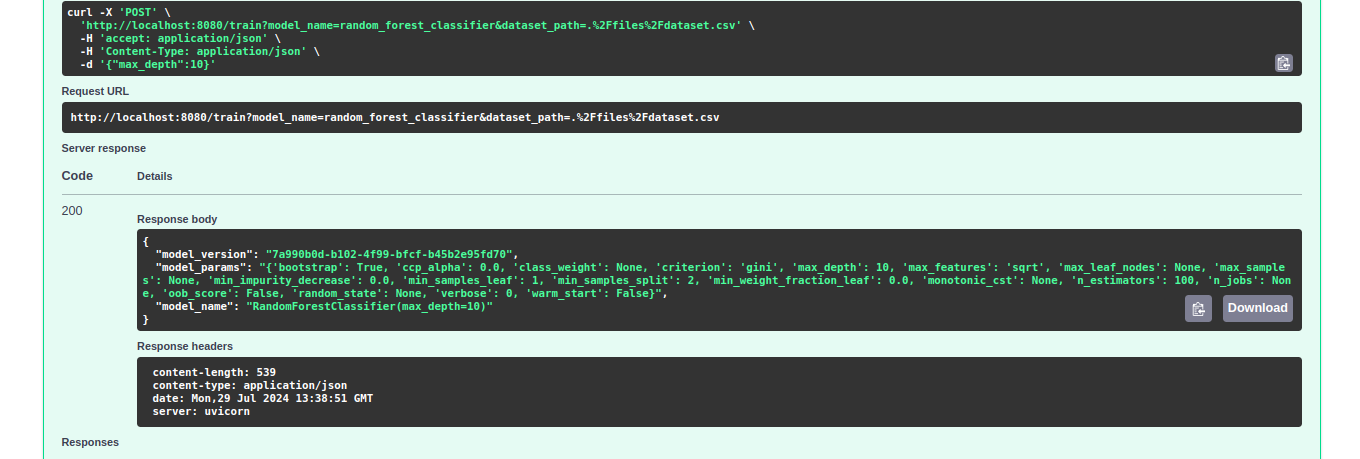 curl -X 'POST' \
'http://localhost:8080/train?model_name=random_forest_classifier&dataset_path=.%2Ffiles%2Fdataset.csv' \
-H 'accept: application/json' \
-H 'Content-Type: application/json' \
-d '{"max_depth":10}'
Request URL
http://localhost:8080/train?model_name=random_forest_classifier&dataset_path=.%2Ffiles%2Fdataset.csv
Server response
Code Details
200
Response body
{
"model_version": "7a990b0d-b102-4f99-bfcf-b45b2e95fd70",
"model_params": "{'bootstrap': True, 'ccp_alpha': 0.0, 'class_weight': None, 'criterion': 'gini', 'max_depth': 10, 'max_features': 'sqrt', 'max_leaf_nodes': None, 'max_sample
s': None, 'min_impurity_decrease': 0.0, 'min_samples_leaf': 1, 'min_samples_split': 2, 'min_weight_fraction_leaf': 0.0, 'monotonic_cst': None, 'n_estimators': 100, 'n_jobs': Non
e, 'oob_score': False, 'random_state': None, 'verbose': 0, 'warm_start': False}",
"model_name": "RandomForestClassifier(max_depth=10)"
}
Download
Response headers
content-length: 539
content-type: application/json
date: Mon,29 Jul 2024 13:38:51 GMT
server: uvicorn
Responses